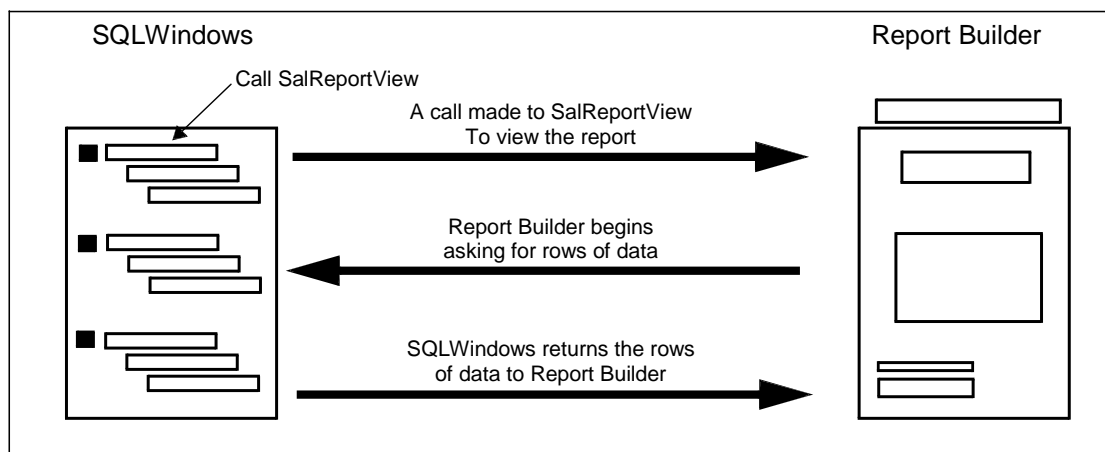 SQLWindows
Report Builder
Call SalReportView
A call made to SalReportView
To view the report
Report Builder begins
asking for rows of data
SQLWindows returns the rows
of data to Report Builder